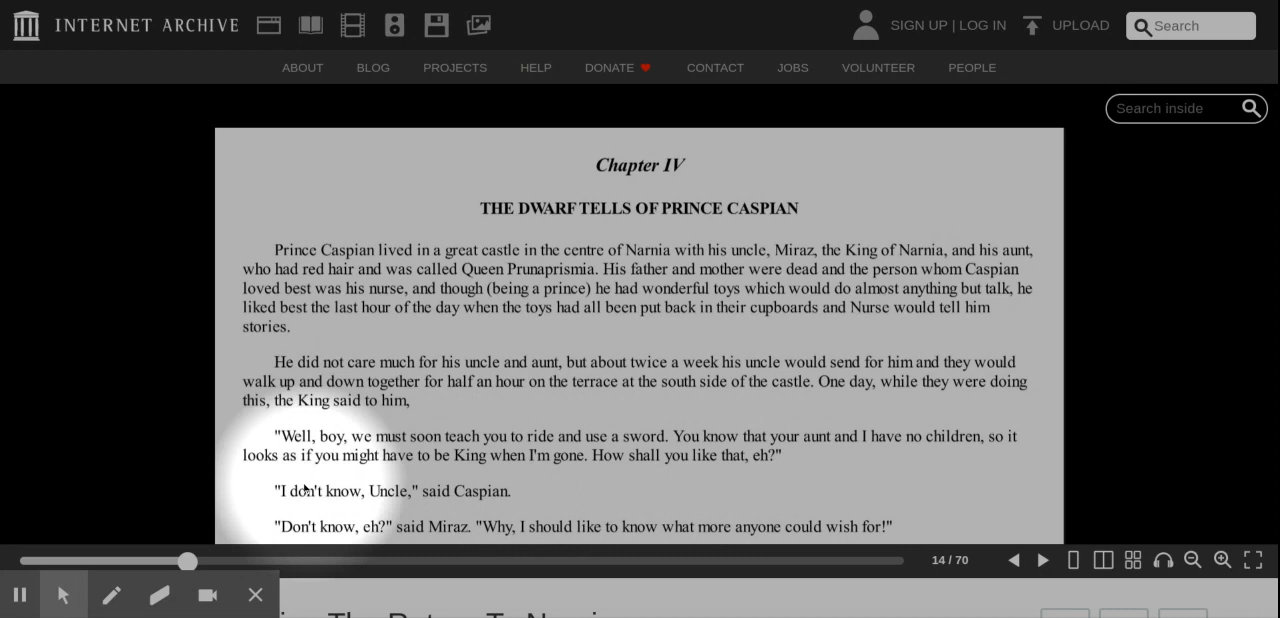 INTERNET ARCHIVE
SIGN UP | LOG IN
UPLOAD
Search
ABOUT BLOG PROJECTS HELP DONATE CONTACT JOBS VOLUNTEER PEOPLE
Search inside
Chapter IV
THE DWARF TELLS OF PRINCE CASPIAN
Prince Caspian lived in a great castle in the centre of Narnia with his uncle, Miraz, the King of Narnia, and his aunt,
who had red hair and was called Queen Prunaprismia. His father and mother were dead and the person whom Caspian
loved best was his nurse, and though (being a prince) he had wonderful toys which would do almost anything but talk, he
liked best the last hour of the day when the toys had all been put back in their cupboards and Nurse would tell him
stories.
He did not care much for his uncle and aunt, but about twice a week his uncle would send for him and they would
walk up and down together for half an hour on the terrace at the south side of the castle. One day, while they were doing
this, the King said to him,
"Well, boy, we must soon teach you to ride and use a sword. You know that your aunt and I have no children, so it
looks as if you might have to be King when I'm gone. How shall you like that, eh?"
"I don't know, Uncle," said Caspian.
"Don't know, eh?" said Miraz. "Why, I should like to know what more anyone could wish for!"
14 / 70